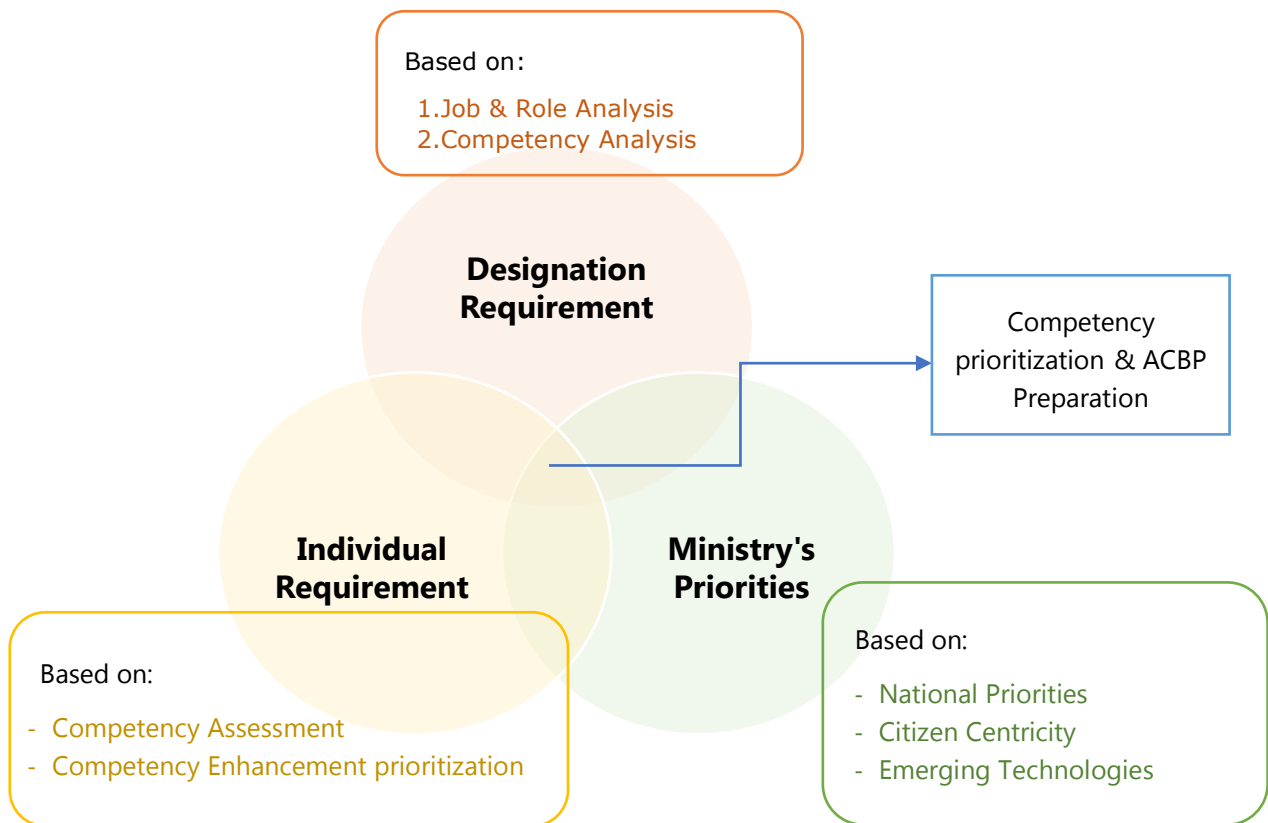 Based on:
1.Job & Role Analysis
2.Competency Analysis
Designation
Requirement
Competency
prioritization & ACBP
Preparation
Individual
Requirement
Ministry's
Priorities
Based on:
- Competency Assessment
- Competency Enhancement prioritization
Based on:
- National Priorities
- Citizen Centricity
- Emerging Technologies